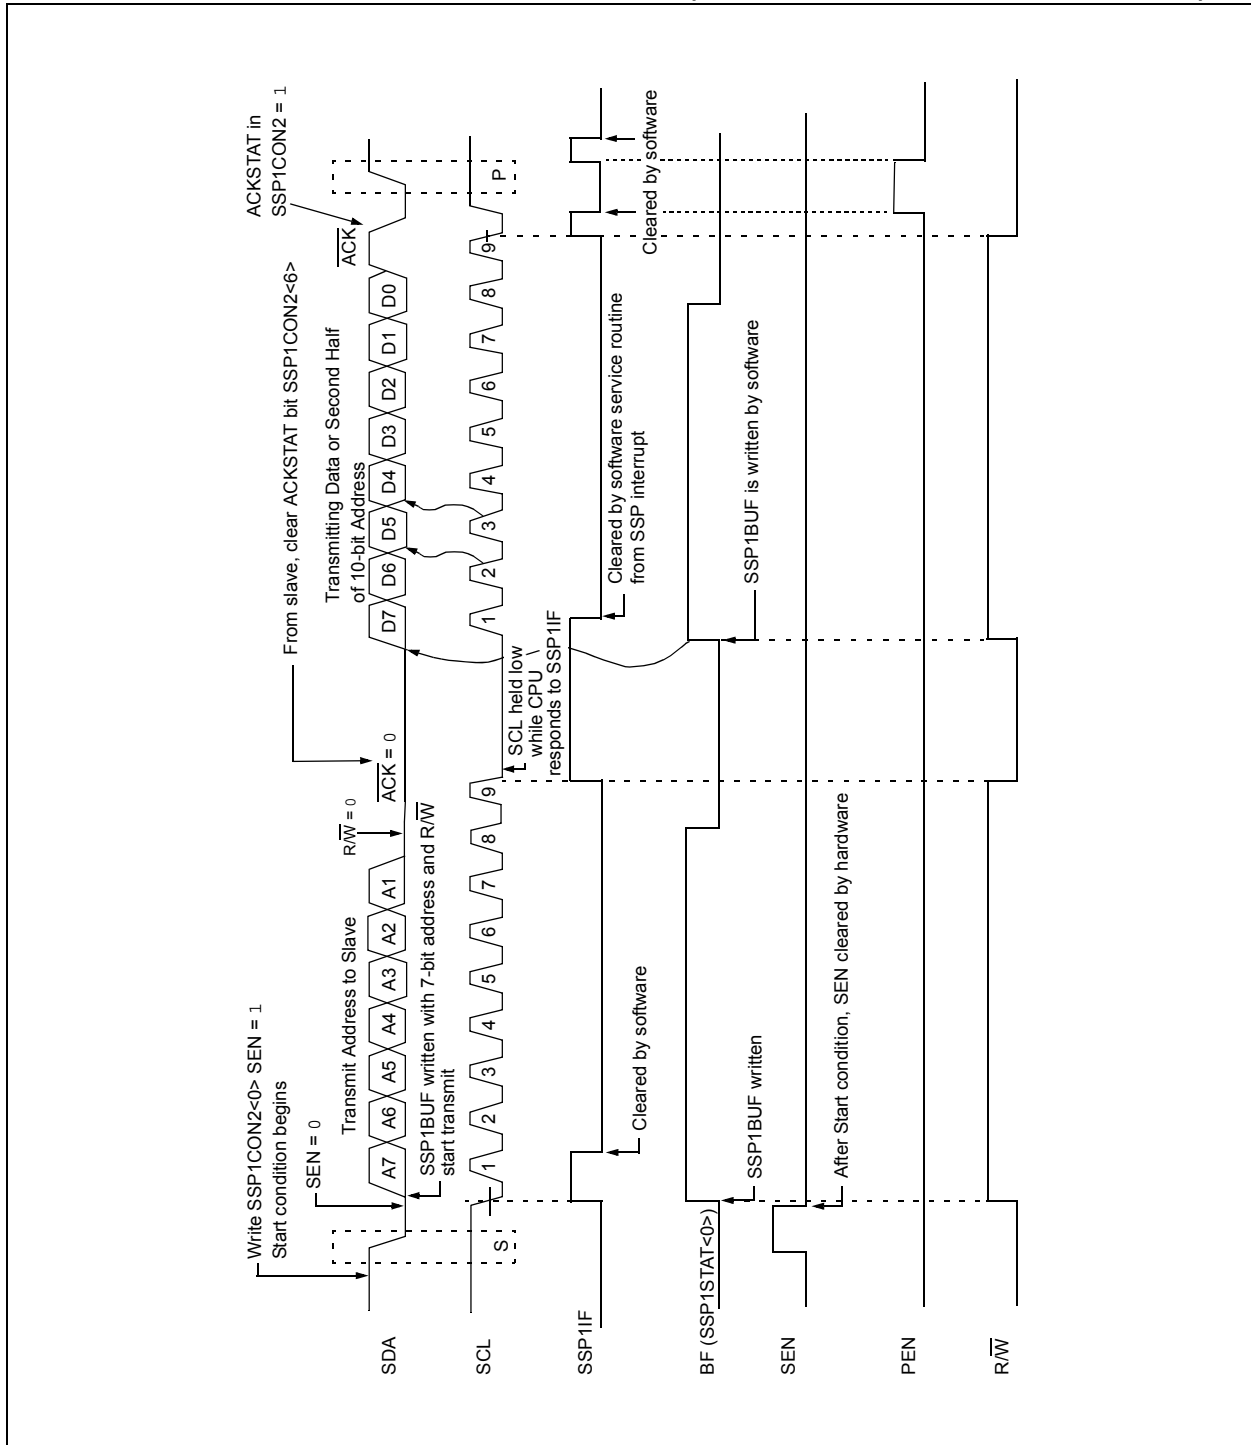 Write SSP1CON2<0> SEN = 1
Start condition begins
SEN = 0
Transmit Address to Slave
R/W = 0
From slave, clear ACKSTAT bit SSP1CON2<6>
ACK = 0
Transmitting Data or Second Half
of 10-bit Address
ACKSTAT in
SSP1CON2 = 1
ACK
SDA
A7 A6 A5 A4 A3 A2 A1
D7 D6 D5 D4 D3 D2 D1 D0
SSP1BUF written with 7-bit address and R/W
start transmit
SCL
S
1 2 3 4 5 6 7 8 9
1 2 3 4 5 6 7 8 9
P
SCL held low
while CPU
responds to SSP1IF
SSP1IF
Cleared by software
Cleared by software service routine
from SSP interrupt
Cleared by software
BF (SSP1STAT<0>)
SSP1BUF written
SSP1BUF is written by software
SEN
After Start condition, SEN cleared by hardware
PEN
R/W